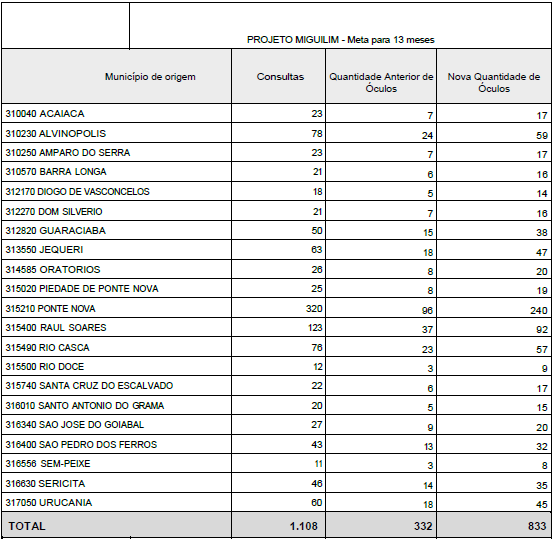 PROJETO MIGUILIM - Meta para 13 meses
Município de origem Consultas Quantidade Anterior de Óculos Nova Quantidade de Óculos
310040 ACAIACA 23 7 17
310230 ALVINOPOLIS 78 24 59
310250 AMPARO DO SERRA 23 7 17
310570 BARRA LONGA 21 6 16
312170 DIOGO DE VASCONCELOS 18 5 14
312270 DOM SILVERIO 21 7 16
312820 GUARACIABA 50 15 38
313550 JEQUERI 63 18 47
314585 ORATORIOS 26 8 20
315020 PIEDADE DE PONTE NOVA 25 8 19
315210 PONTE NOVA 320 96 240
315400 RAUL SOARES 123 37 92
315490 RIO CASCA 76 23 57
315500 RIO DOCE 12 3 9
315740 SANTA CRUZ DO ESCALVADO 22 6 17
316010 SANTO ANTONIO DO GRAMA 20 5 15
316340 SAO JOSE DO GOIABAL 27 9 20
316400 SAO PEDRO DOS FERROS 43 13 32
316556 SEM-PEIXE 11 3 8
316630 SERICITA 46 14 35
317050 URUCANIA 60 18 45
TOTAL 1.108 332 833